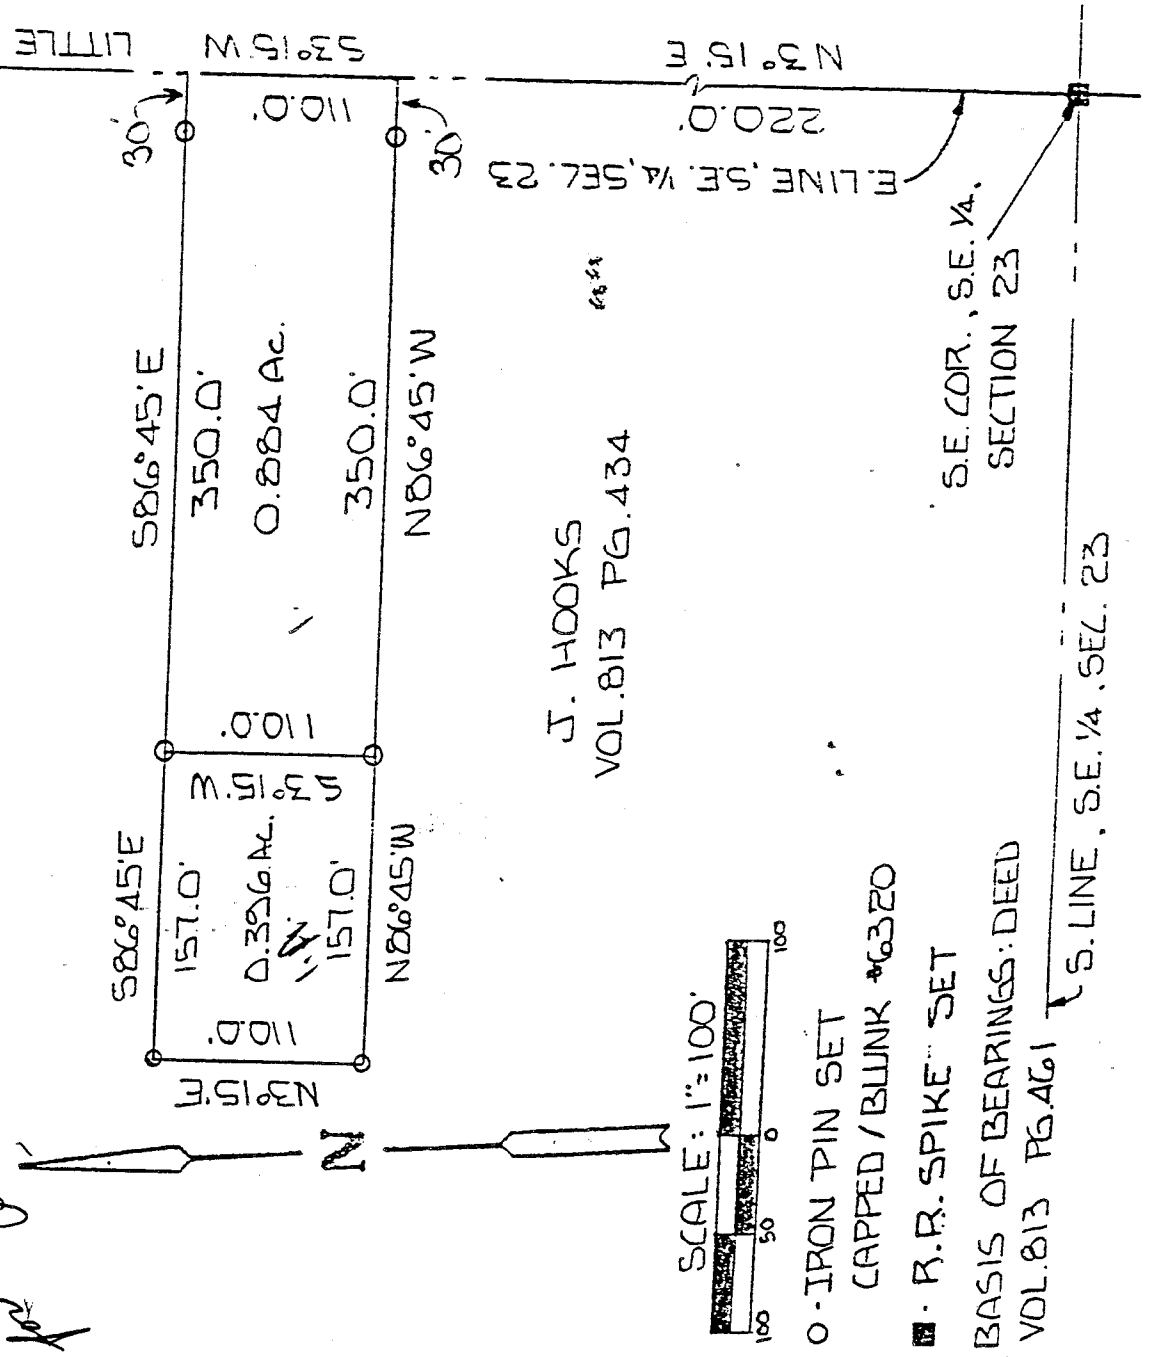 LITTLE
S3°15'W
N3°15'E
30'
110.0'
30'
220.0'
E. LINE, S.E. ¼, SEC. 23
S86°45'E
350.0'
0.884 Ac.
350.0'
N86°45'W
S.E. COR., S.E. ¼.
SECTION 23
J. HOOKS
VOL. 813 PG. 434
110.0'
S3°15'W
S86°45'E
157.0'
0.396 Ac.
157.0'
N86°45'W
110.0'
N3°15'E
N
S. LINE, S.E. ¼. SEC. 23
SCALE: 1"=100'
100 50 0 100
O - IRON PIN SET
CAPPED / BLUNK #6320
. R.R. SPIKE SET
BASIS OF BEARINGS: DEED
VOL. 813 PG. 461